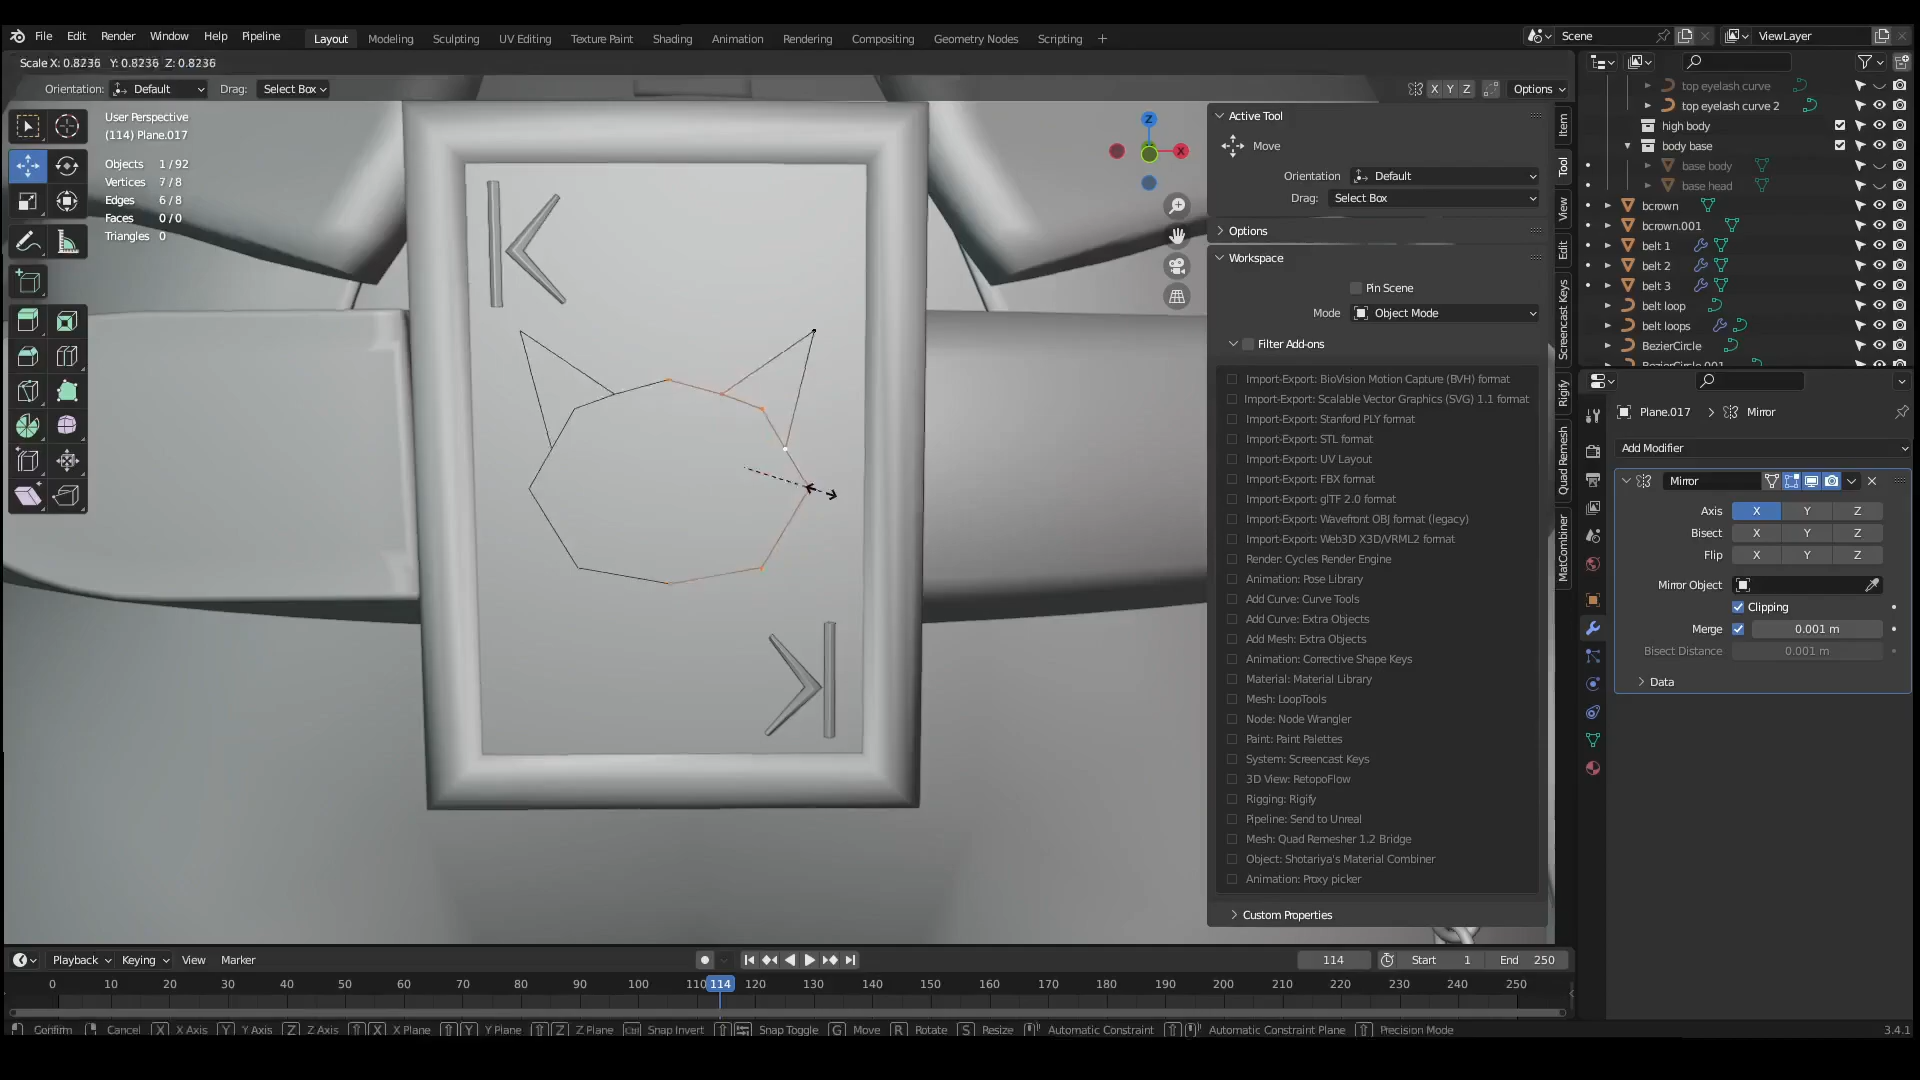 File Edit Render Window Help Pipeline Layout Modeling Sculpting UV Editing Texture Paint Shading Animation Rendering Compositing Geometry Nodes Scripting + Scene ViewLayer
Scale X: 0.8236 Y: 0.8236 Z: 0.8236
Orientation: Default Drag: Select Box X Y Z Options
User Perspective
(114) Plane.017
Objects 1 / 92
Vertices 7 / 8
Edges 6 / 8
Faces 0 / 0
Triangles 0
K
K
Z
X
Active Tool
Move
Orientation Default
Drag: Select Box
Options
Workspace
Pin Scene
Mode Object Mode
Filter Add-ons
Import-Export: BioVision Motion Capture (BVH) format
Import-Export: Scalable Vector Graphics (SVG) 1.1 format
Import-Export: Stanford PLY format
Import-Export: STL format
Import-Export: UV Layout
Import-Export: FBX format
Import-Export: glTF 2.0 format
Import-Export: Wavefront OBJ format (legacy)
Import-Export: Web3D X3D/VRML2 format
Render: Cycles Render Engine
Animation: Pose Library
Add Curve: Curve Tools
Add Curve: Extra Objects
Add Mesh: Extra Objects
Animation: Corrective Shape Keys
Material: Material Library
Mesh: LoopTools
Node: Node Wrangler
Paint: Paint Palettes
System: Screencast Keys
3D View: RetopoFlow
Rigging: Rigify
Pipeline: Send to Unreal
Mesh: Quad Remesher 1.2 Bridge
Object: Shotariya's Material Combiner
Animation: Proxy picker
Custom Properties
Item
Tool
View
Edit
Screencast Keys
Rigify
Quad Remesh
MatCombiner
top eyelash curve
top eyelash curve 2
high body
body base
base body
base head
bcrown
bcrown.001
belt 1
belt 2
belt 3
belt loop
belt loops
BezierCircle
BezierCircle.001
Plane.017 > Mirror
Add Modifier
Mirror
Axis X Y Z
Bisect X Y Z
Flip X Y Z
Mirror Object
Clipping
Merge 0.001 m
Bisect Distance 0.001 m
Data
Playback Keying View Marker 114 Start 1 End 250
0 10 20 30 40 50 60 70 80 90 100 110 114 120 130 140 150 160 170 180 190 200 210 220 230 240 250
Confirm Cancel X X Axis Y Y Axis Z Z Axis X X Plane Y Y Plane Z Z Plane Ctrl Snap Invert Snap Toggle G Move R Rotate S Resize Automatic Constraint Automatic Constraint Plane Precision Mode 3.4.1